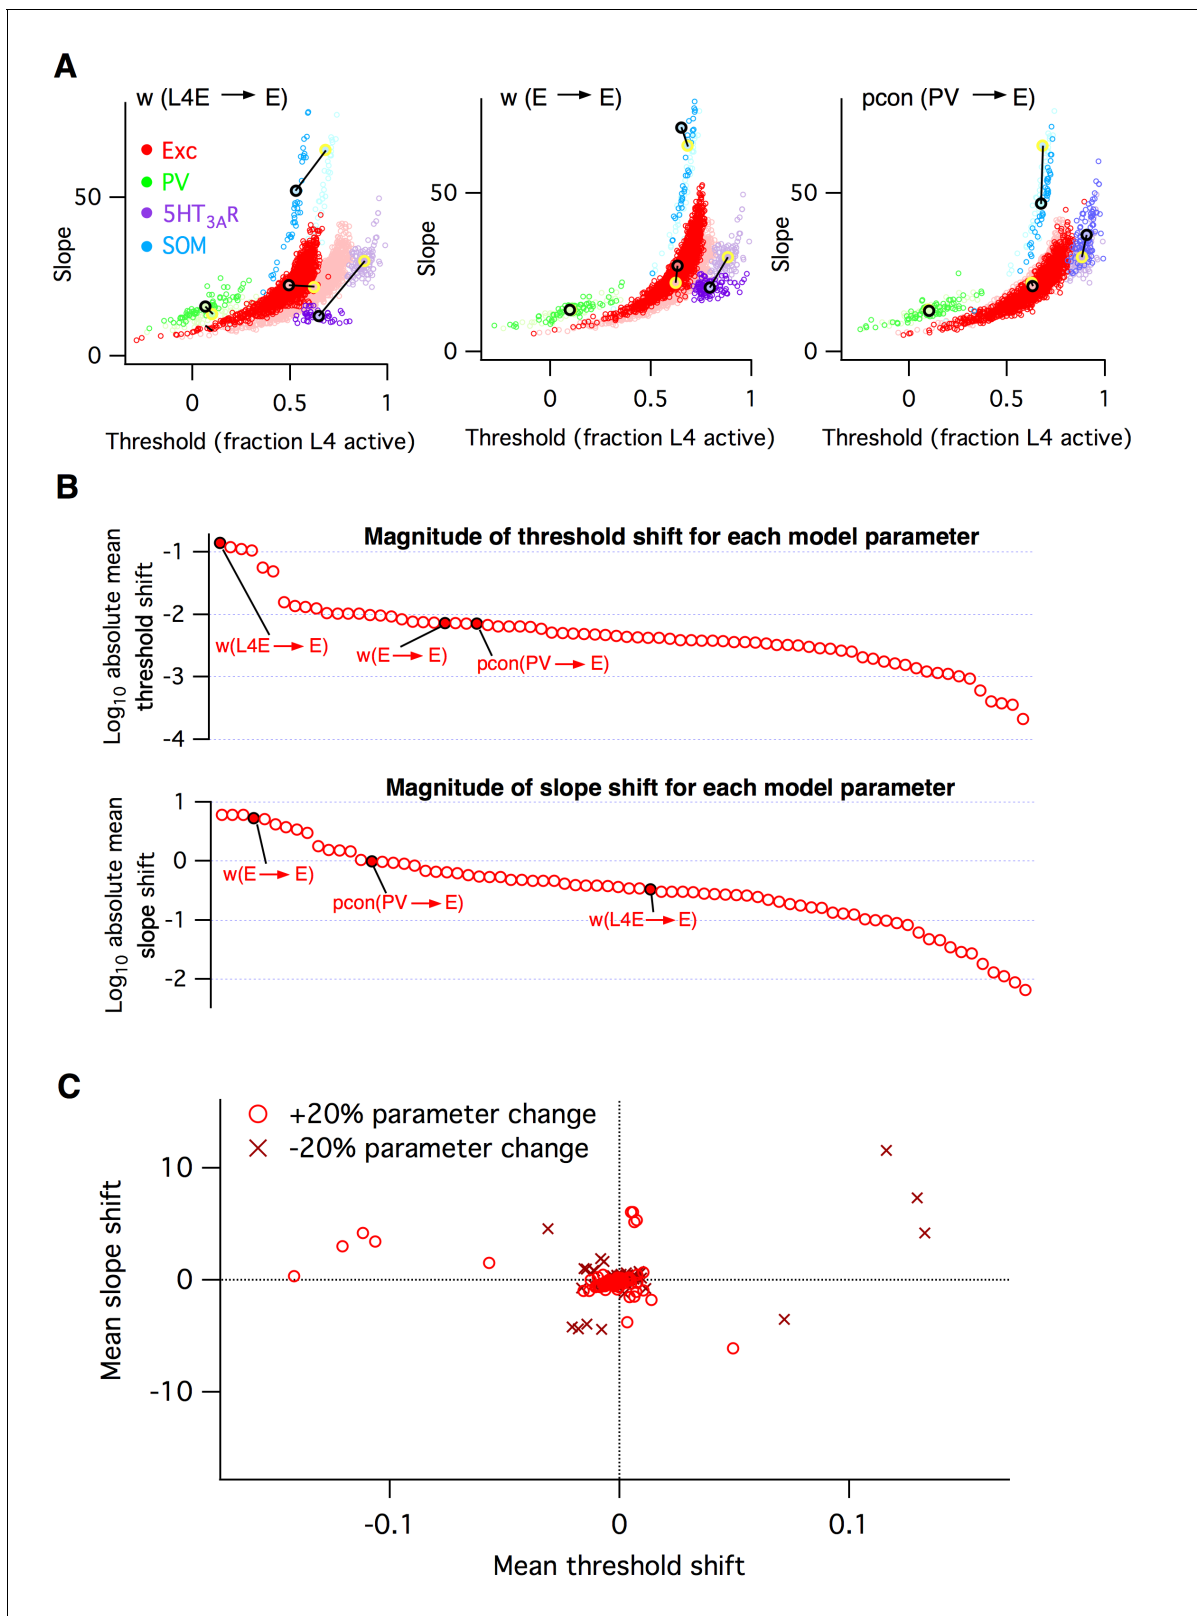 A
w (L4E → E)
w (E → E)
pcon (PV → E)
Exc
PV
5HT3AR
SOM
Slope
50
0
0
0.5
1
Threshold (fraction L4 active)
Slope
50
0
0
0.5
1
Threshold (fraction L4 active)
Slope
50
0
0
0.5
1
Threshold (fraction L4 active)
B
Magnitude of threshold shift for each model parameter
Log10 absolute mean
threshold shift
-1
-2
-3
-4
w(L4E → E)
w(E → E)
pcon(PV → E)
Magnitude of slope shift for each model parameter
Log10 absolute mean
slope shift
1
0
-1
-2
w(E → E)
pcon(PV → E)
w(L4E → E)
C
+20% parameter change
-20% parameter change
Mean slope shift
10
0
-10
-0.1
0
0.1
Mean threshold shift